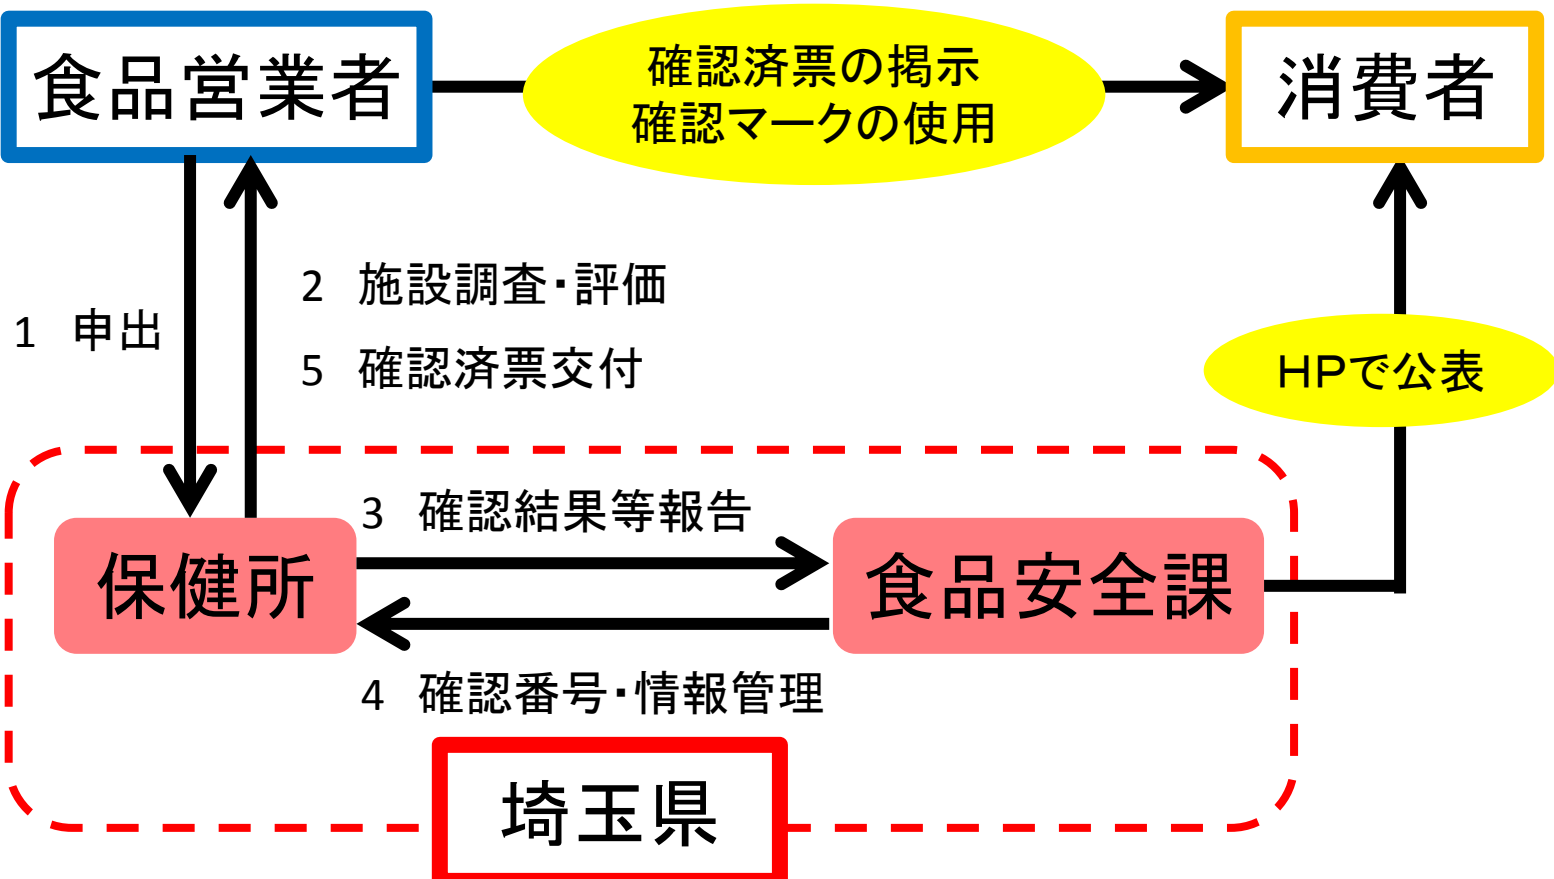 食品営業者
確認済票の掲示
確認マークの使用
消費者
1　申出
2　施設調査・評価
5　確認済票交付
HPで公表
3　確認結果等報告
保健所
食品安全課
4　確認番号・情報管理
埼玉県